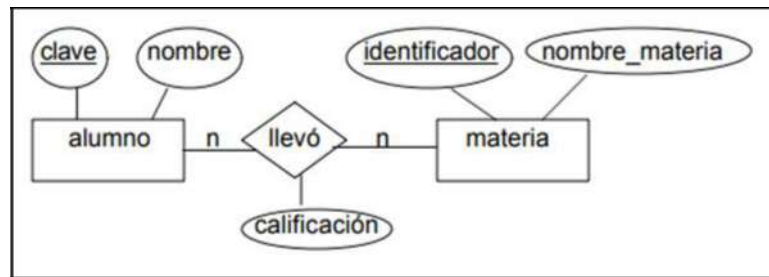 clave
nombre
identificador
nombre_materia
alumno
n
llevó
n
materia
calificación